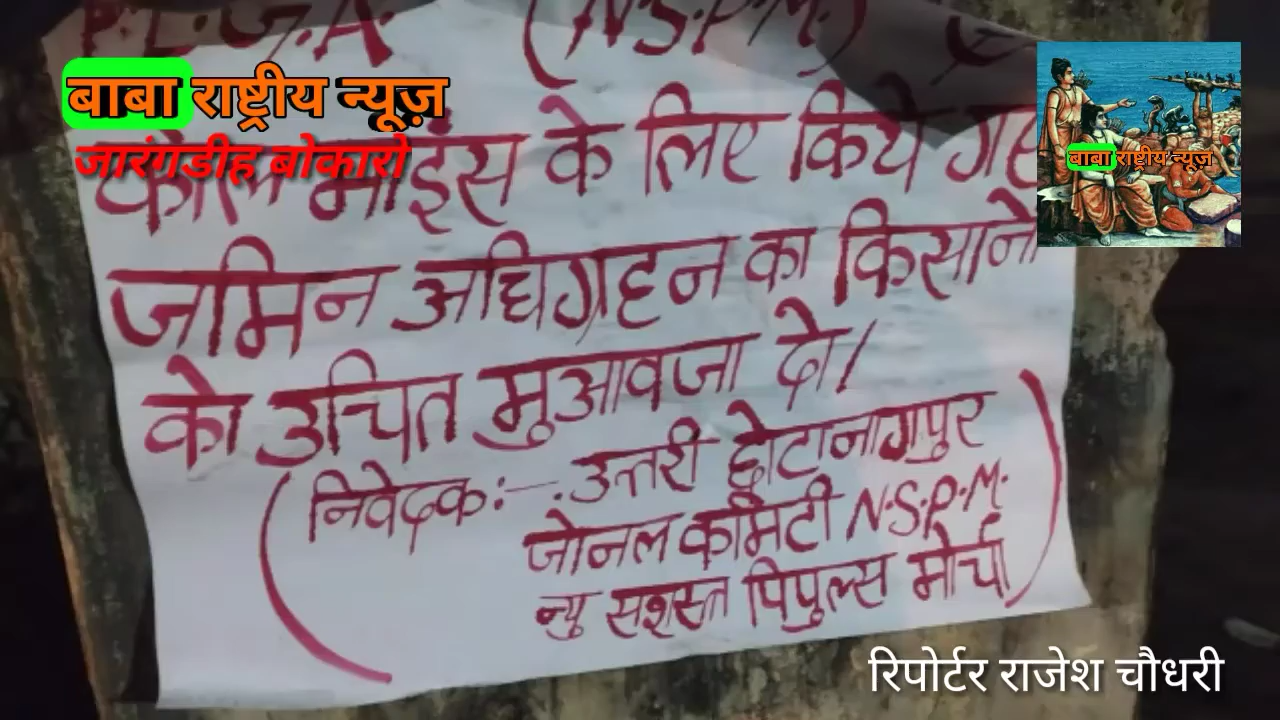 P.L.G.A. (N.S.P.M.)
बाबा राष्ट्रीय न्यूज़
जारंगडीह बोकारो
बाबा राष्ट्रीय न्यूज़
कोल माइंस के लिए किये गए
जमिन अधिग्रहन का किसानो
को उचित मुआवजा दो/
(निवेदक:-. उत्तरी छोटानागपुर
जोनल कमिटी N.S.P.M.
न्यु सशस्त पिपुल्स मोर्चा)
रिपोर्टर राजेश चौधरी